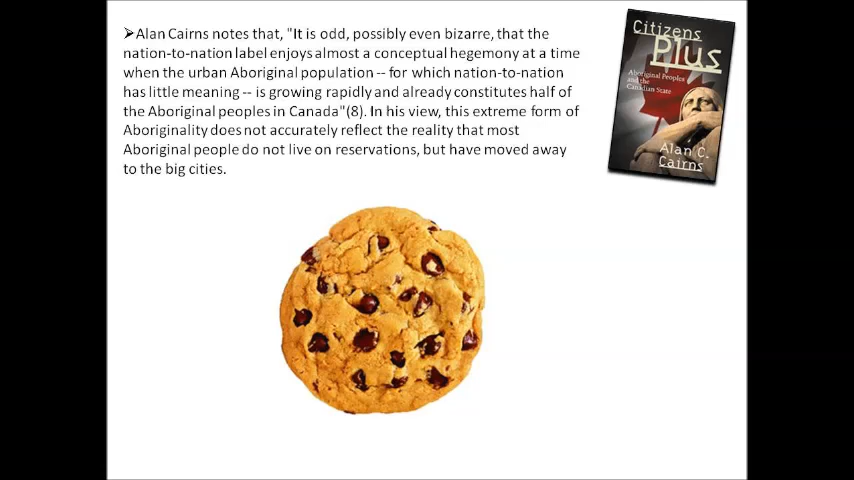 ➢Alan Cairns notes that, "It is odd, possibly even bizarre, that the
nation-to-nation label enjoys almost a conceptual hegemony at a time
when the urban Aboriginal population -- for which nation-to-nation
has little meaning -- is growing rapidly and already constitutes half of
the Aboriginal peoples in Canada"(8). In his view, this extreme form of
Aboriginality does not accurately reflect the reality that most
Aboriginal people do not live on reservations, but have moved away
to the big cities.
Citizens
Plus
Aboriginal Peoples
and the
Canadian State
Alan C.
Cairns